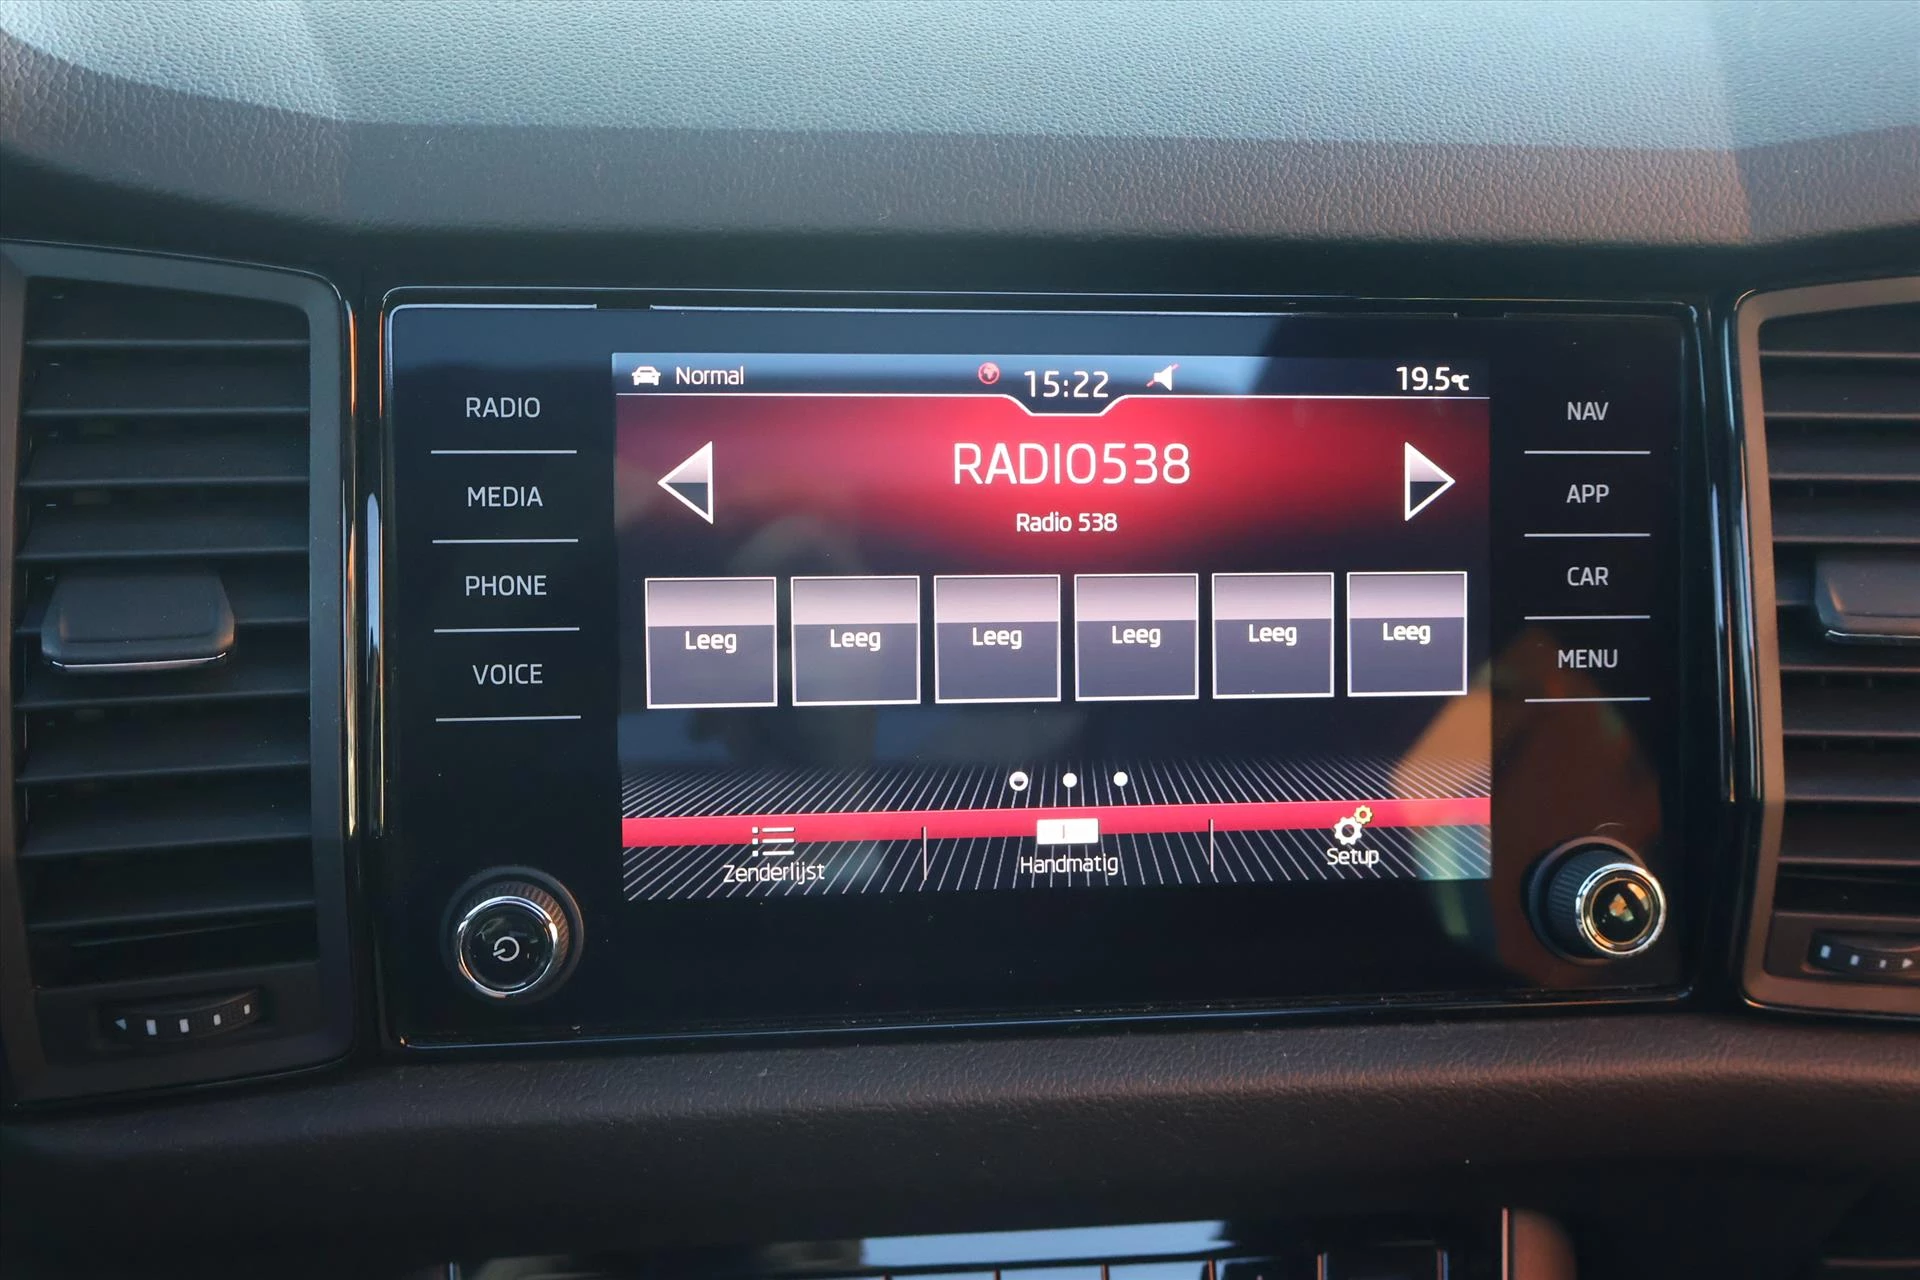 Normal
15:22
19.5°C
RADIO
MEDIA
PHONE
VOICE
RADIO538
Radio 538
Leeg
Leeg
Leeg
Leeg
Leeg
Leeg
Zenderlijst
Handmatig
Setup
NAV
APP
CAR
MENU